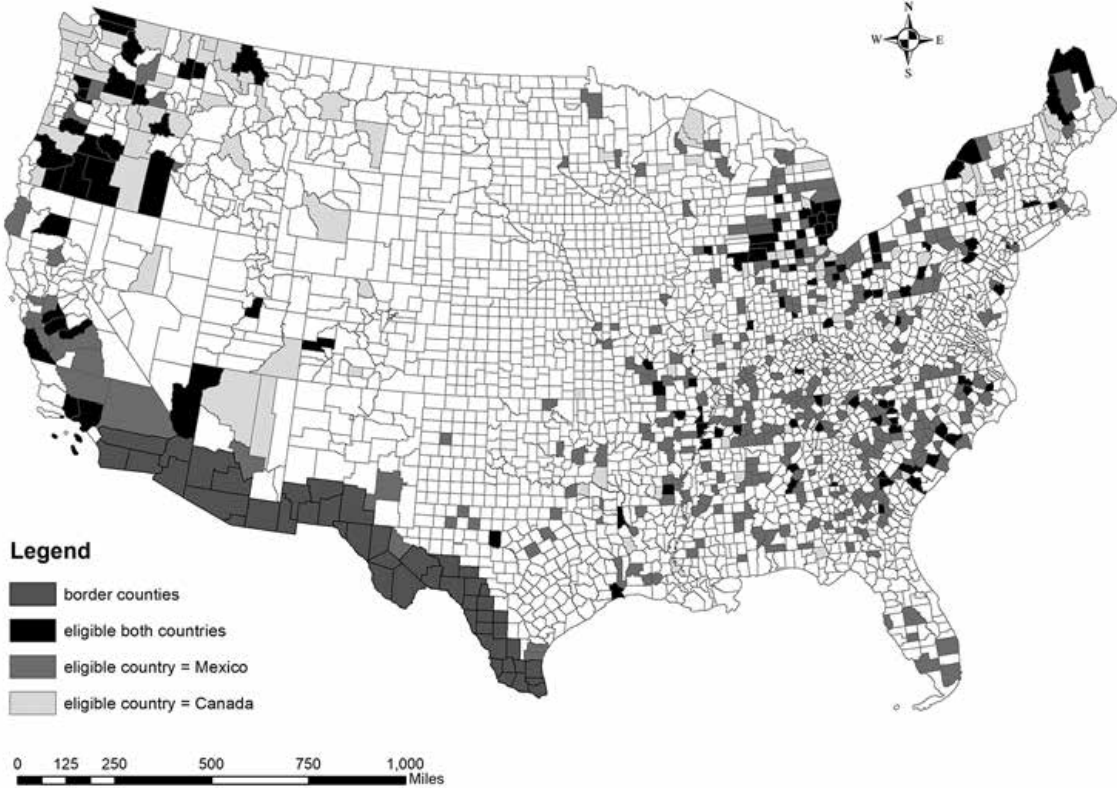 N
W E
S
Legend
border counties
eligible both countries
eligible country = Mexico
eligible country = Canada
0 125 250 500 750 1,000
Miles